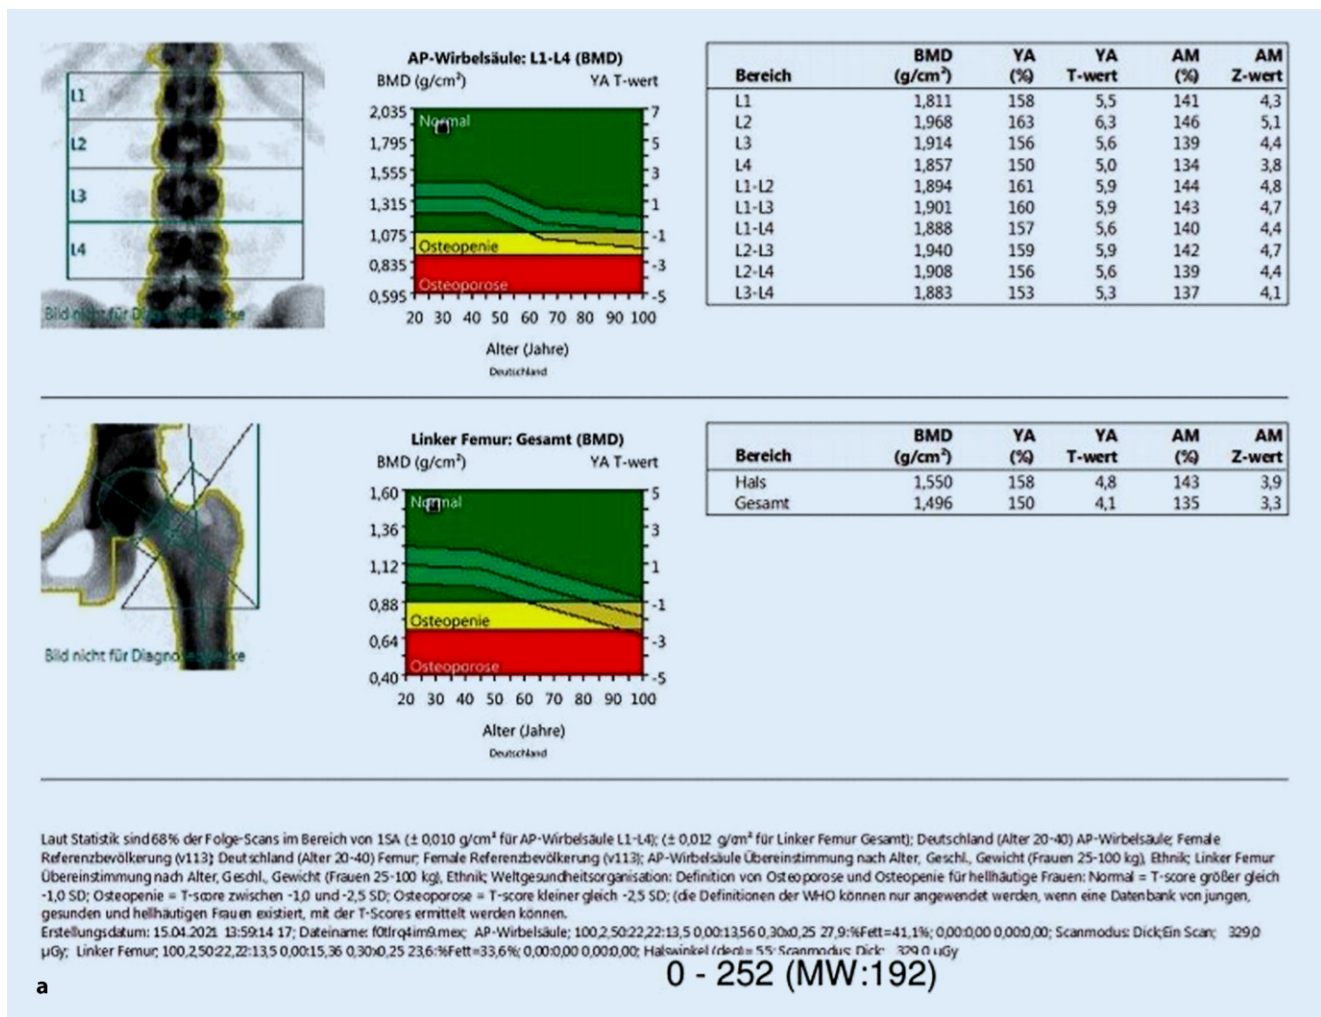 AP-Wirbelsäule: L1-L4 (BMD)
BMD (g/cm²) YA T-wert
2,035 7
1,795 5
1,555 3
1,315 1
1,075 -1
0,835 -3
0,595 -5
Normal
Osteopenie
Osteoporose
20 30 40 50 60 70 80 90 100
Alter (Jahre)
Deutschland
L1
L2
L3
L4
Bild nicht für
BMD YA YA AM AM
Bereich (g/cm²) (%) T-wert (%) Z-wert
L1 1,811 158 5,5 141 4,3
L2 1,968 163 6,3 146 5,1
L3 1,914 156 5,6 139 4,4
L4 1,857 150 5,0 134 3,8
L1-L2 1,894 161 5,9 144 4,8
L1-L3 1,901 160 5,9 143 4,7
L1-L4 1,888 157 5,6 140 4,4
L2-L3 1,940 159 5,9 142 4,7
L2-L4 1,908 156 5,6 139 4,4
L3-L4 1,883 153 5,3 137 4,1
Linker Femur: Gesamt (BMD)
BMD (g/cm²) YA T-wert
1,60 5
1,36 3
1,12 1
0,88 -1
0,64 -3
0,40 -5
Normal
Osteopenie
Osteoporose
20 30 40 50 60 70 80 90 100
Alter (Jahre)
Deutschland
Bild nicht für
BMD YA YA AM AM
Bereich (g/cm²) (%) T-wert (%) Z-wert
Hals 1,550 158 4,8 143 3,9
Gesamt 1,496 150 4,1 135 3,3
Laut Statistik sind 68% der Folge-Scans im Bereich von 1SA (± 0,010 g/cm² für AP-Wirbelsäule L1-L4); (± 0,012 g/cm² für Linker Femur Gesamt); Deutschland (Alter 20-40) AP-Wirbelsäule; Female
Referenzbevölkerung (v113); Deutschland (Alter 20-40) Femur; Female Referenzbevölkerung (v113); AP-Wirbelsäule Übereinstimmung nach Alter, Geschl., Gewicht (Frauen 25-100 kg), Ethnik; Linker Femur
Übereinstimmung nach Alter, Geschl., Gewicht (Frauen 25-100 kg), Ethnik; Weltgesundheitsorganisation: Definition von Osteoporose und Osteopenie für hellhäutige Frauen: Normal = T-score größer gleich
-1,0 SD; Osteopenie = T-score zwischen -1,0 und -2,5 SD; Osteoporose = T-score kleiner gleich -2,5 SD; (die Definitionen der WHO können nur angewendet werden, wenn eine Datenbank von jungen,
gesunden und hellhäutigen Frauen existiert, mit der T-Scores ermittelt werden können.
Erstellungsdatum: 15.04.2021 13:59:14 17; Dateiname: AP-Wirbelsäule; 100,2,50:22,22:13,5 0,00:13,56 0,30x0,25 27,9:%Fett=41,1%; 0,00:0,00 0,00:0,00; Scanmodus: Dick;Ein Scan; 329,0
µGy; Linker Femur; 100,2,50:22,22:13,5 0,00:15,36 0,30x0,25 23,6:%Fett=33,6%; 0,00:0,00 0,00:0,00; Halswinkel (deg)= 55; Scanmodus: Dick; 329,0 µGy
0 - 252 (MW:192)
a